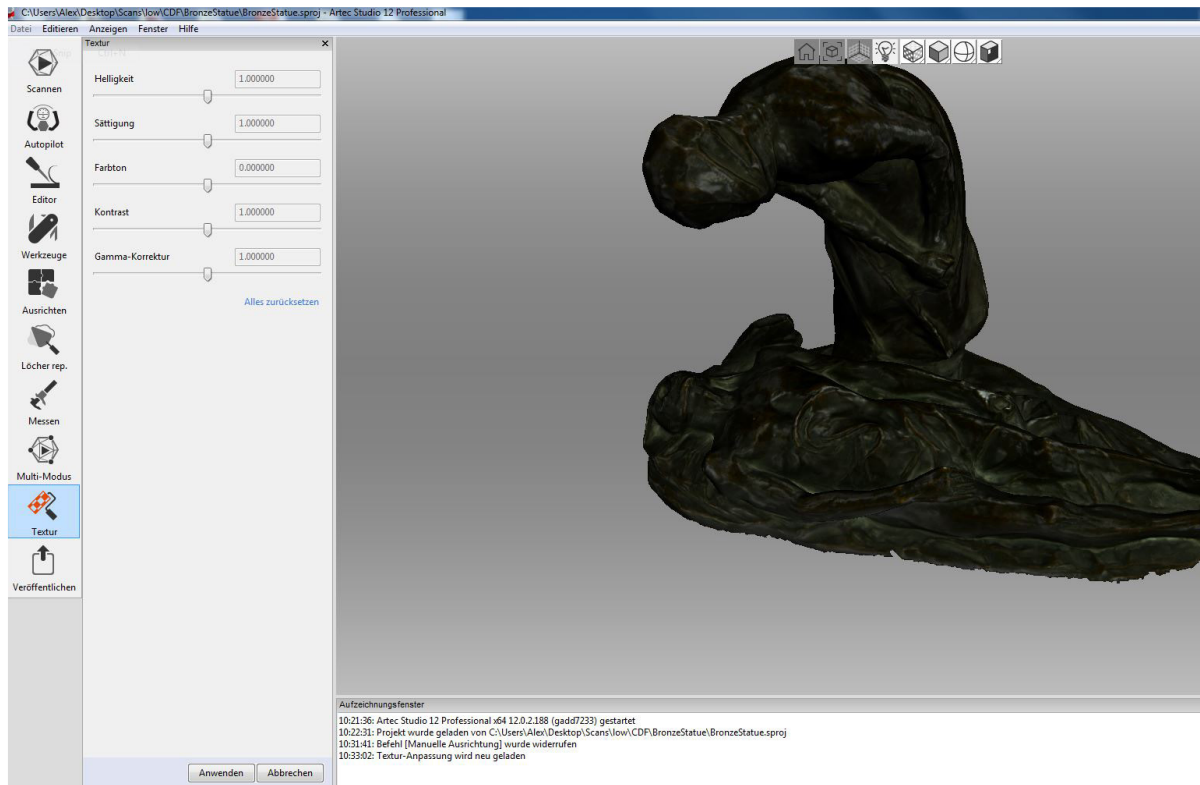 C:\Users\Alex\Desktop\Scans\low\CDF\BronzeStatue\BronzeStatue.sproj - Artec Studio 12 Professional
Datei Editieren Anzeigen Fenster Hilfe
Textur
Scannen
Autopilot
Editor
Werkzeuge
Ausrichten
Löcher rep.
Messen
Multi-Modus
Textur
Veröffentlichen
Helligkeit 1.000000
Sättigung 1.000000
Farbton 0.000000
Kontrast 1.000000
Gamma-Korrektur 1.000000
Alles zurücksetzen
Anwenden Abbrechen
Aufzeichnungsfenster
10:21:36: Artec Studio 12 Professional x64 12.0.2.188 (gadd7233) gestartet
10:22:31: Projekt wurde geladen von C:\Users\Alex\Desktop\Scans\low\CDF\BronzeStatue\BronzeStatue.sproj
10:31:41: Befehl [Manuelle Ausrichtung] wurde widerrufen
10:33:02: Textur-Anpassung wird neu geladen